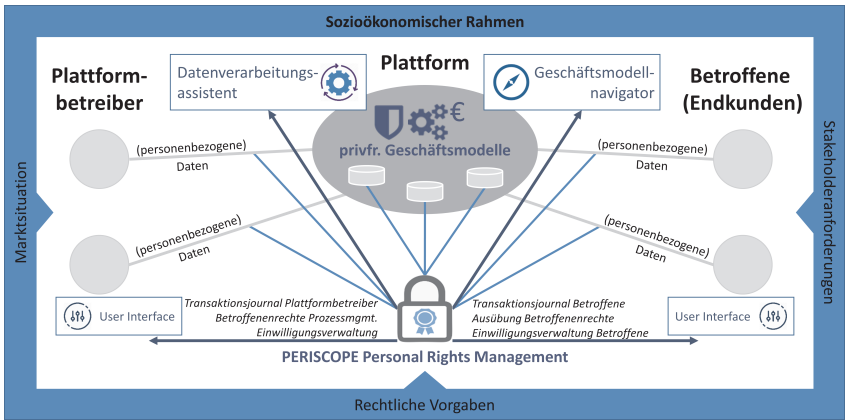 Sozioökonomischer Rahmen
Plattform-
betreiber
Datenverarbeitungs-
assistent
Plattform
Geschäftsmodell-
navigator
Betroffene
(Endkunden)
€
privfr. Geschäftsmodelle
(personenbezogene)
Daten
(personenbezogene)
Daten
(personenbezogene)
Daten
(personenbezogene)
Daten
Marktsituation
Stakeholderanforderungen
User Interface
Transaktionsjournal Plattformbetreiber
Betroffenenrechte Prozessmgmt.
Einwilligungsverwaltung
Transaktionsjournal Betroffene
Ausübung Betroffenenrechte
Einwilligungsverwaltung Betroffene
User Interface
PERISCOPE Personal Rights Management
Rechtliche Vorgaben